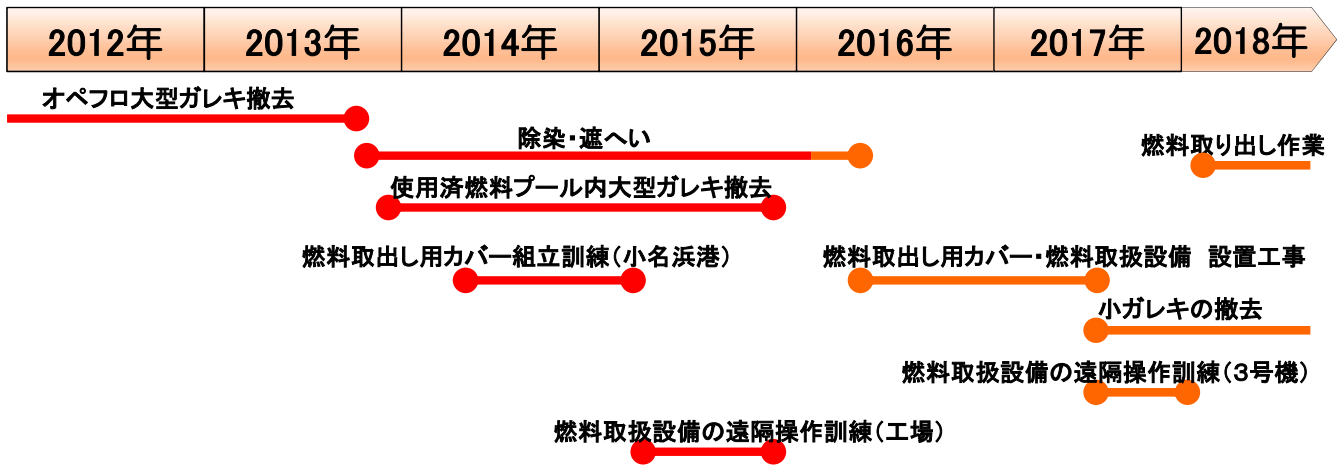 2012年 2013年 2014年 2015年 2016年 2017年 2018年
オペフロ大型ガレキ撤去
除染・遮へい
燃料取り出し作業
使用済燃料プール内大型ガレキ撤去
燃料取出し用カバー組立訓練（小名浜港）
燃料取出し用カバー・燃料取扱設備　設置工事
小ガレキの撤去
燃料取扱設備の遠隔操作訓練（３号機）
燃料取扱設備の遠隔操作訓練（工場）